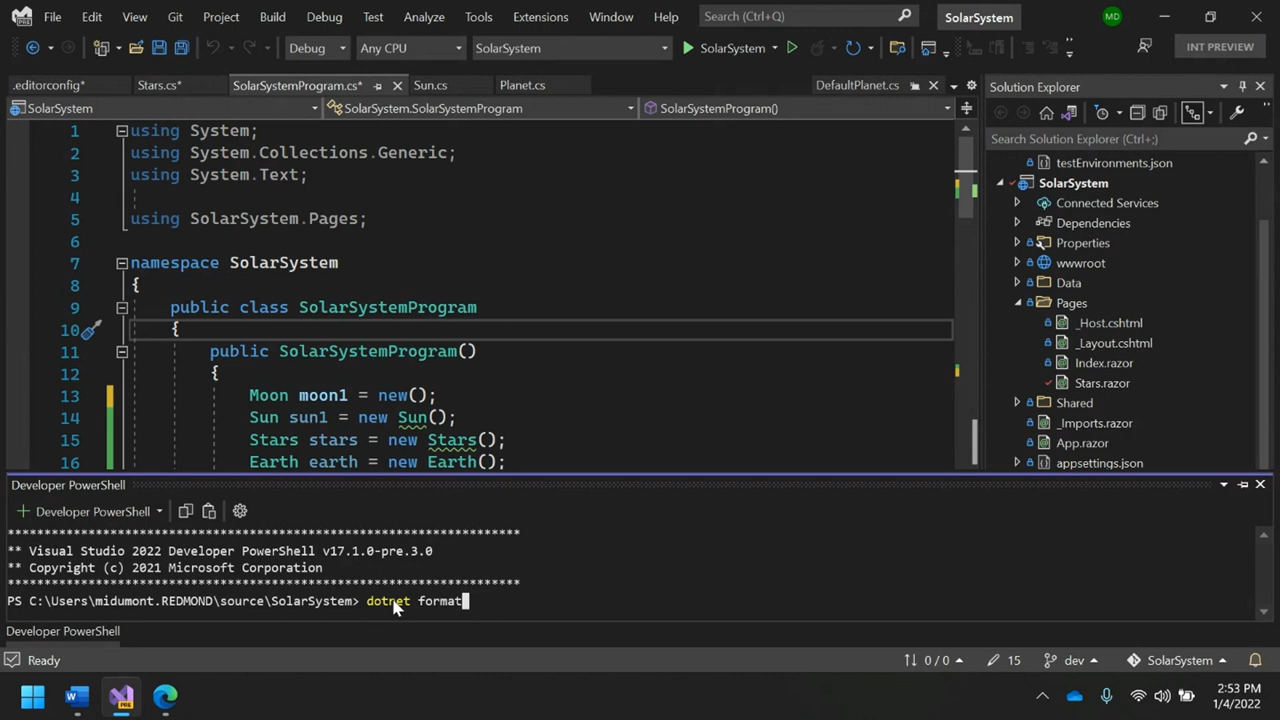 File Edit View Git Project Build Debug Test Analyze Tools Extensions Window Help Search (Ctrl+Q) SolarSystem MD
PRE
Debug Any CPU SolarSystem SolarSystem INT PREVIEW
.editorconfig* Stars.cs* SolarSystemProgram.cs* Sun.cs Planet.cs DefaultPlanet.cs
SolarSystem SolarSystem.SolarSystemProgram SolarSystemProgram()
1 using System;
2 using System.Collections.Generic;
3 using System.Text;
4
5 using SolarSystem.Pages;
6
7 namespace SolarSystem
8 {
9 public class SolarSystemProgram
10 {
11 public SolarSystemProgram()
12 {
13 Moon moon1 = new();
14 Sun sun1 = new Sun();
15 Stars stars = new Stars();
16 Earth earth = new Earth();
Solution Explorer
Search Solution Explorer (Ctrl+;)
testEnvironments.json
SolarSystem
Connected Services
Dependencies
Properties
wwwroot
Data
Pages
_Host.cshtml
_Layout.cshtml
Index.razor
Stars.razor
Shared
_Imports.razor
App.razor
appsettings.json
Developer PowerShell
Developer PowerShell
**********************************************************************
** Visual Studio 2022 Developer PowerShell v17.1.0-pre.3.0
** Copyright (c) 2021 Microsoft Corporation
**********************************************************************
PS C:\Users\midumont.REDMOND\source\SolarSystem> dotnet format
Developer PowerShell
Ready 0 / 0 15 dev SolarSystem
2:53 PM
1/4/2022